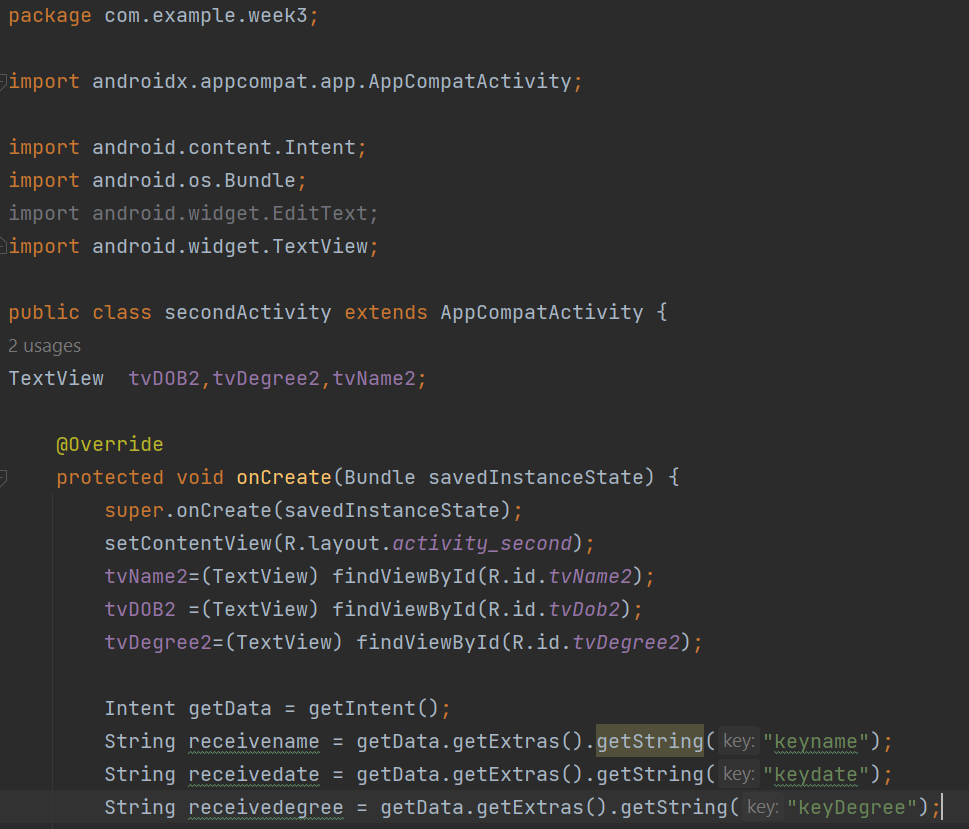 package com.example.week3;
import androidx.appcompat.app.AppCompatActivity;
import android.content.Intent;
import android.os.Bundle;
import android.widget.EditText;
import android.widget.TextView;
public class secondActivity extends AppCompatActivity {
2 usages
TextView  tvDOB2,tvDegree2,tvName2;
@Override
protected void onCreate(Bundle savedInstanceState) {
super.onCreate(savedInstanceState);
setContentView(R.layout.activity_second);
tvName2=(TextView) findViewById(R.id.tvName2);
tvDOB2 =(TextView) findViewById(R.id.tvDob2);
tvDegree2=(TextView) findViewById(R.id.tvDegree2);
Intent getData = getIntent();
String receivename = getData.getExtras().getString( key: "keyname");
String receivedate = getData.getExtras().getString( key: "keydate");
String receivedegree = getData.getExtras().getString( key: "keyDegree");